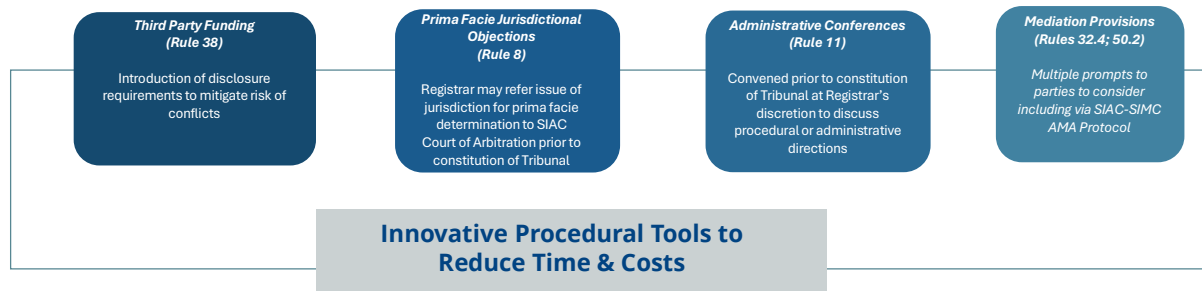 Third Party Funding
(Rule 38)
Introduction of disclosure
requirements to mitigate risk of
conflicts
Prima Facie Jurisdictional
Objections
(Rule 8)
Registrar may refer issue of
jurisdiction for prima facie
determination to SIAC
Court of Arbitration prior to
constitution of Tribunal
Administrative Conferences
(Rule 11)
Convened prior to constitution
of Tribunal at Registrar's
discretion to discuss
procedural or administrative
directions
Mediation Provisions
(Rules 32.4; 50.2)
Multiple prompts to
parties to consider
including via SIAC-SIMC
AMA Protocol
Innovative Procedural Tools to
Reduce Time & Costs